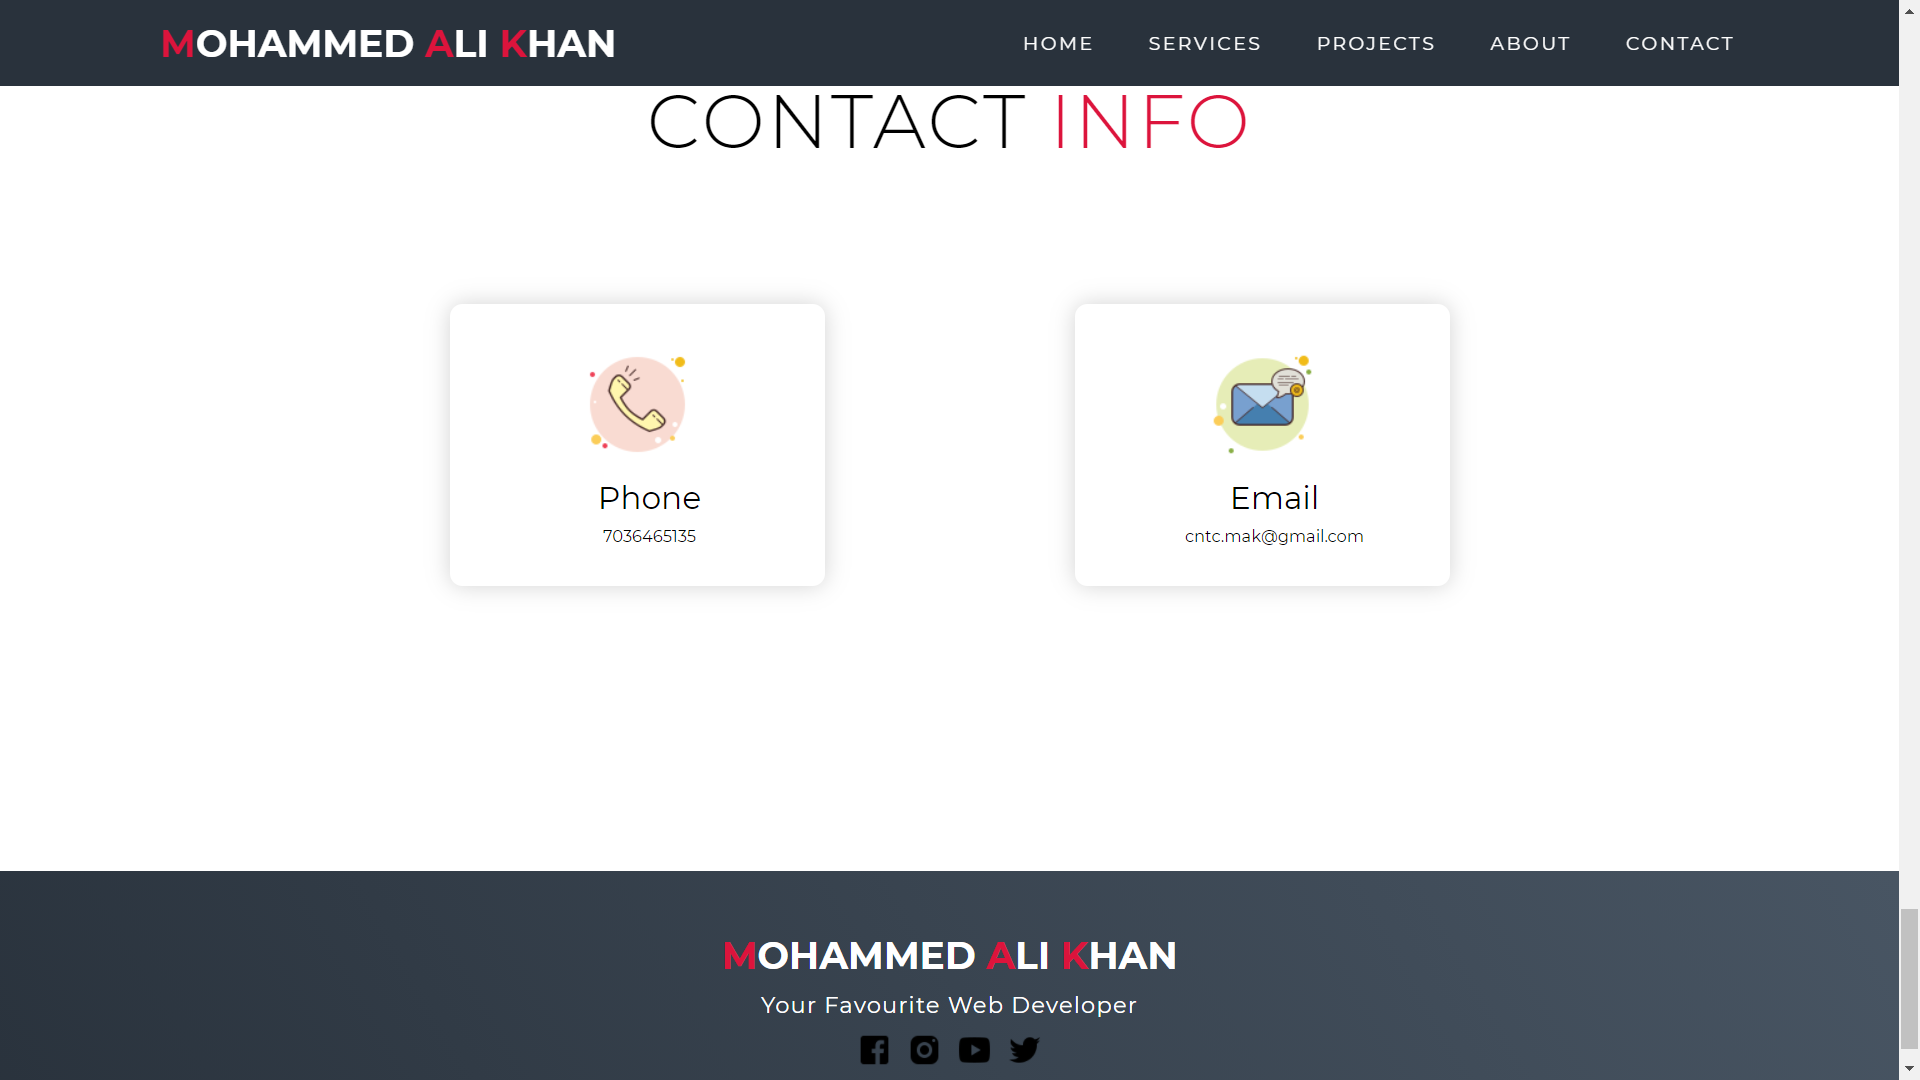 MOHAMMED ALI KHAN
HOME SERVICES PROJECTS ABOUT CONTACT
CONTACT INFO
Phone
7036465135
Email
cntc.mak@gmail.com
MOHAMMED ALI KHAN
Your Favourite Web Developer